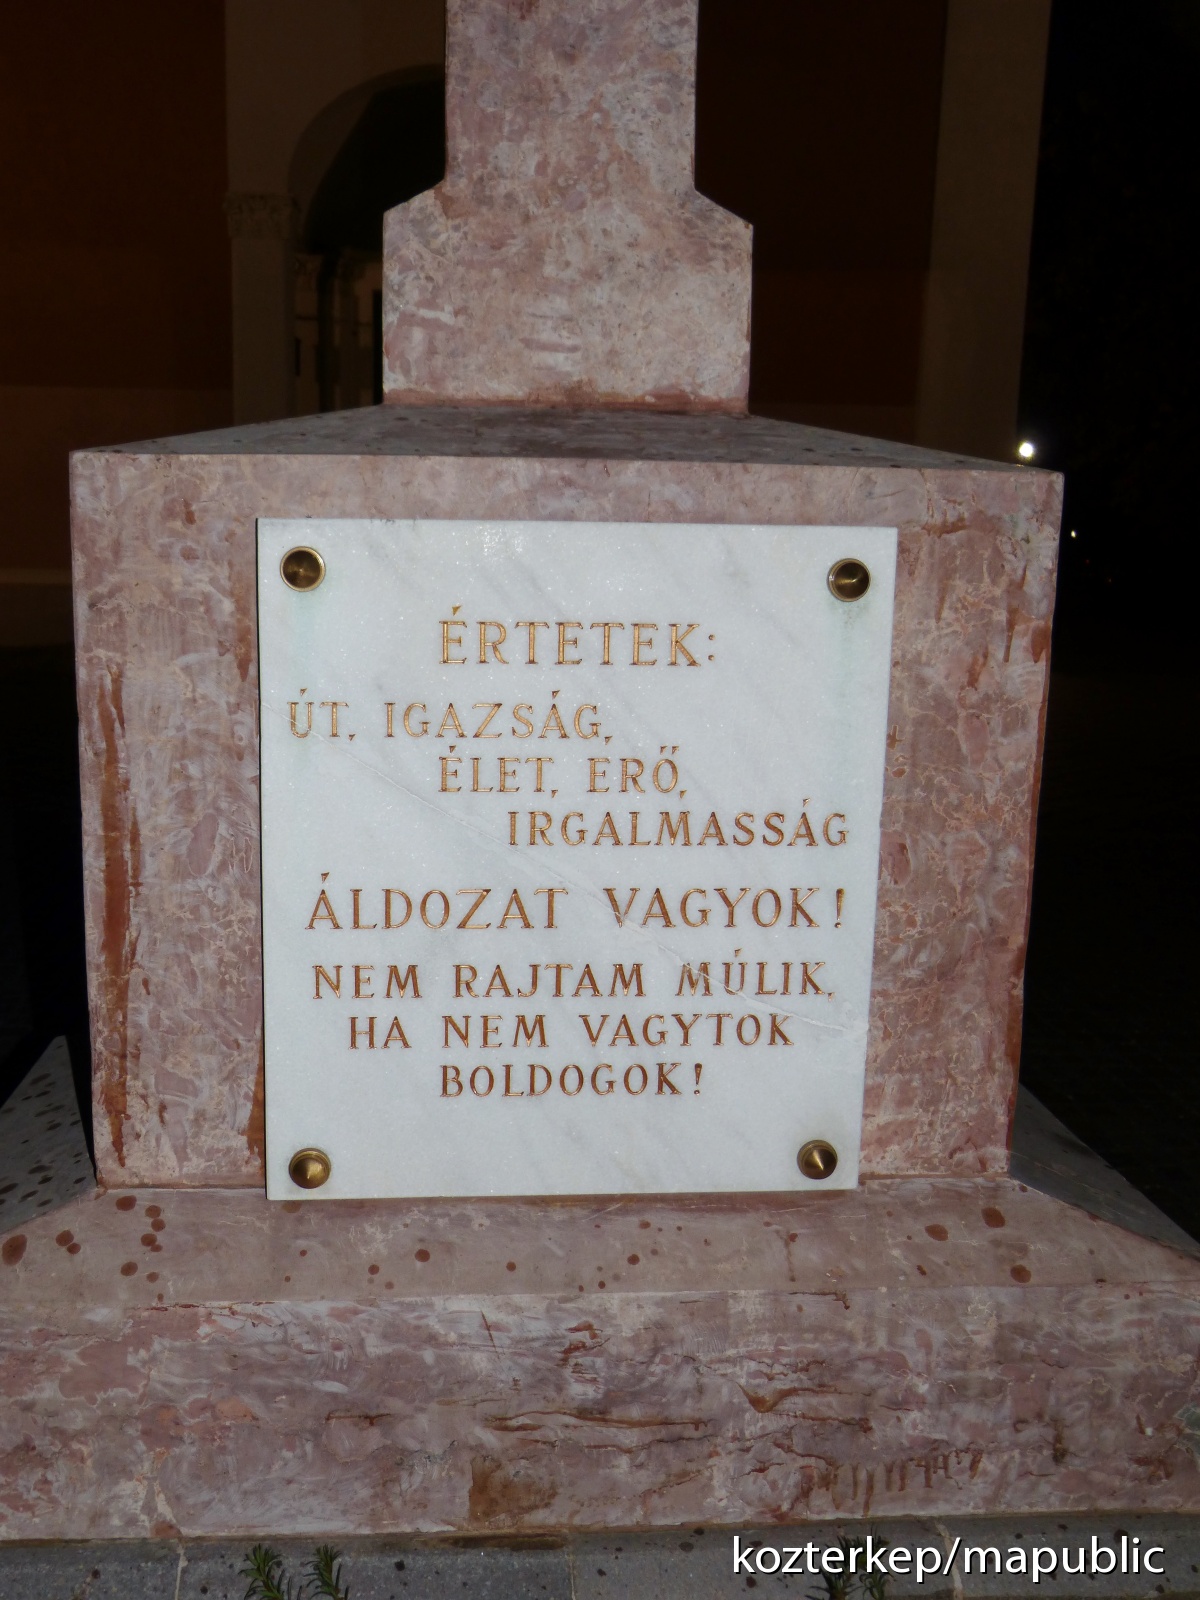 ÉRTETEK:
ÚT, IGAZSÁG,
ÉLET, ERŐ,
IRGALMASSÁG
ÁLDOZAT VAGYOK!
NEM RAJTAM MÚLIK,
HA NEM VAGYTOK
BOLDOGOK!
kozterkep/mapublic